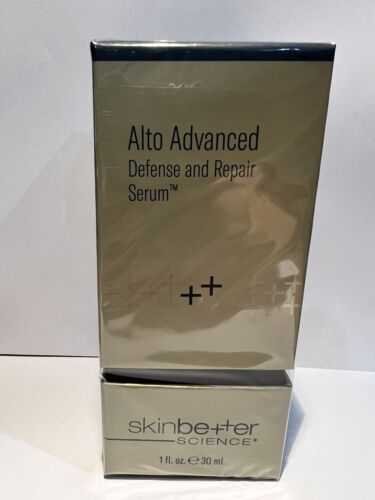 Alto Advanced
Defense and Repair
Serum™
++
skinbetter
SCIENCE®
1 fl. oz. ℮ 30 ml